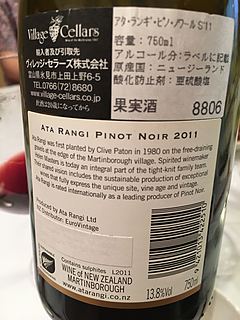 Village Cellars
輸入者及び引取先
ヴィレッジ・セラーズ株式会社
富山県氷見市上田上野6-5
TEL.0766(72)8680
飲酒は20歳になってから
アタ・ランギ・ピノ・ノワール S'11
容量:750ml
アルコール分:ラベルに記載
原産国:ニュージーランド
酸化防止剤:亜硫酸塩
果実酒
8806
ATA RANGI PINOT NOIR 2011
Ata Rangi was first planted by Clive Paton in 1980 on the free-draining
gravels at the edge of the Martinborough village. Spirited winemaker
Helen Masters is today an integral part of the tight-knit family team.
shared vision includes the sustainable production of exceptional
wines that fully express the unique site, vine age and vintage.
Ata Rangi is rated internationally as a leading producer of Pinot Noir.
Produced by Ata Rangi Ltd
NZ Distributor: EuroVintage
Contains sulphites L2011
WINE of NEW ZEALAND
MARTINBOROUGH
www.atarangi.co.nz
13.8%Vol
750ml